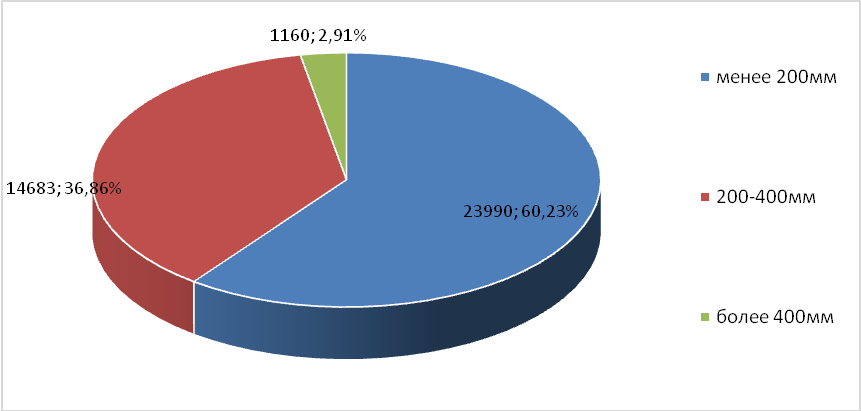 1160; 2,91%
менее 200мм
14683; 36,86%
200-400мм
23990; 60,23%
более 400мм